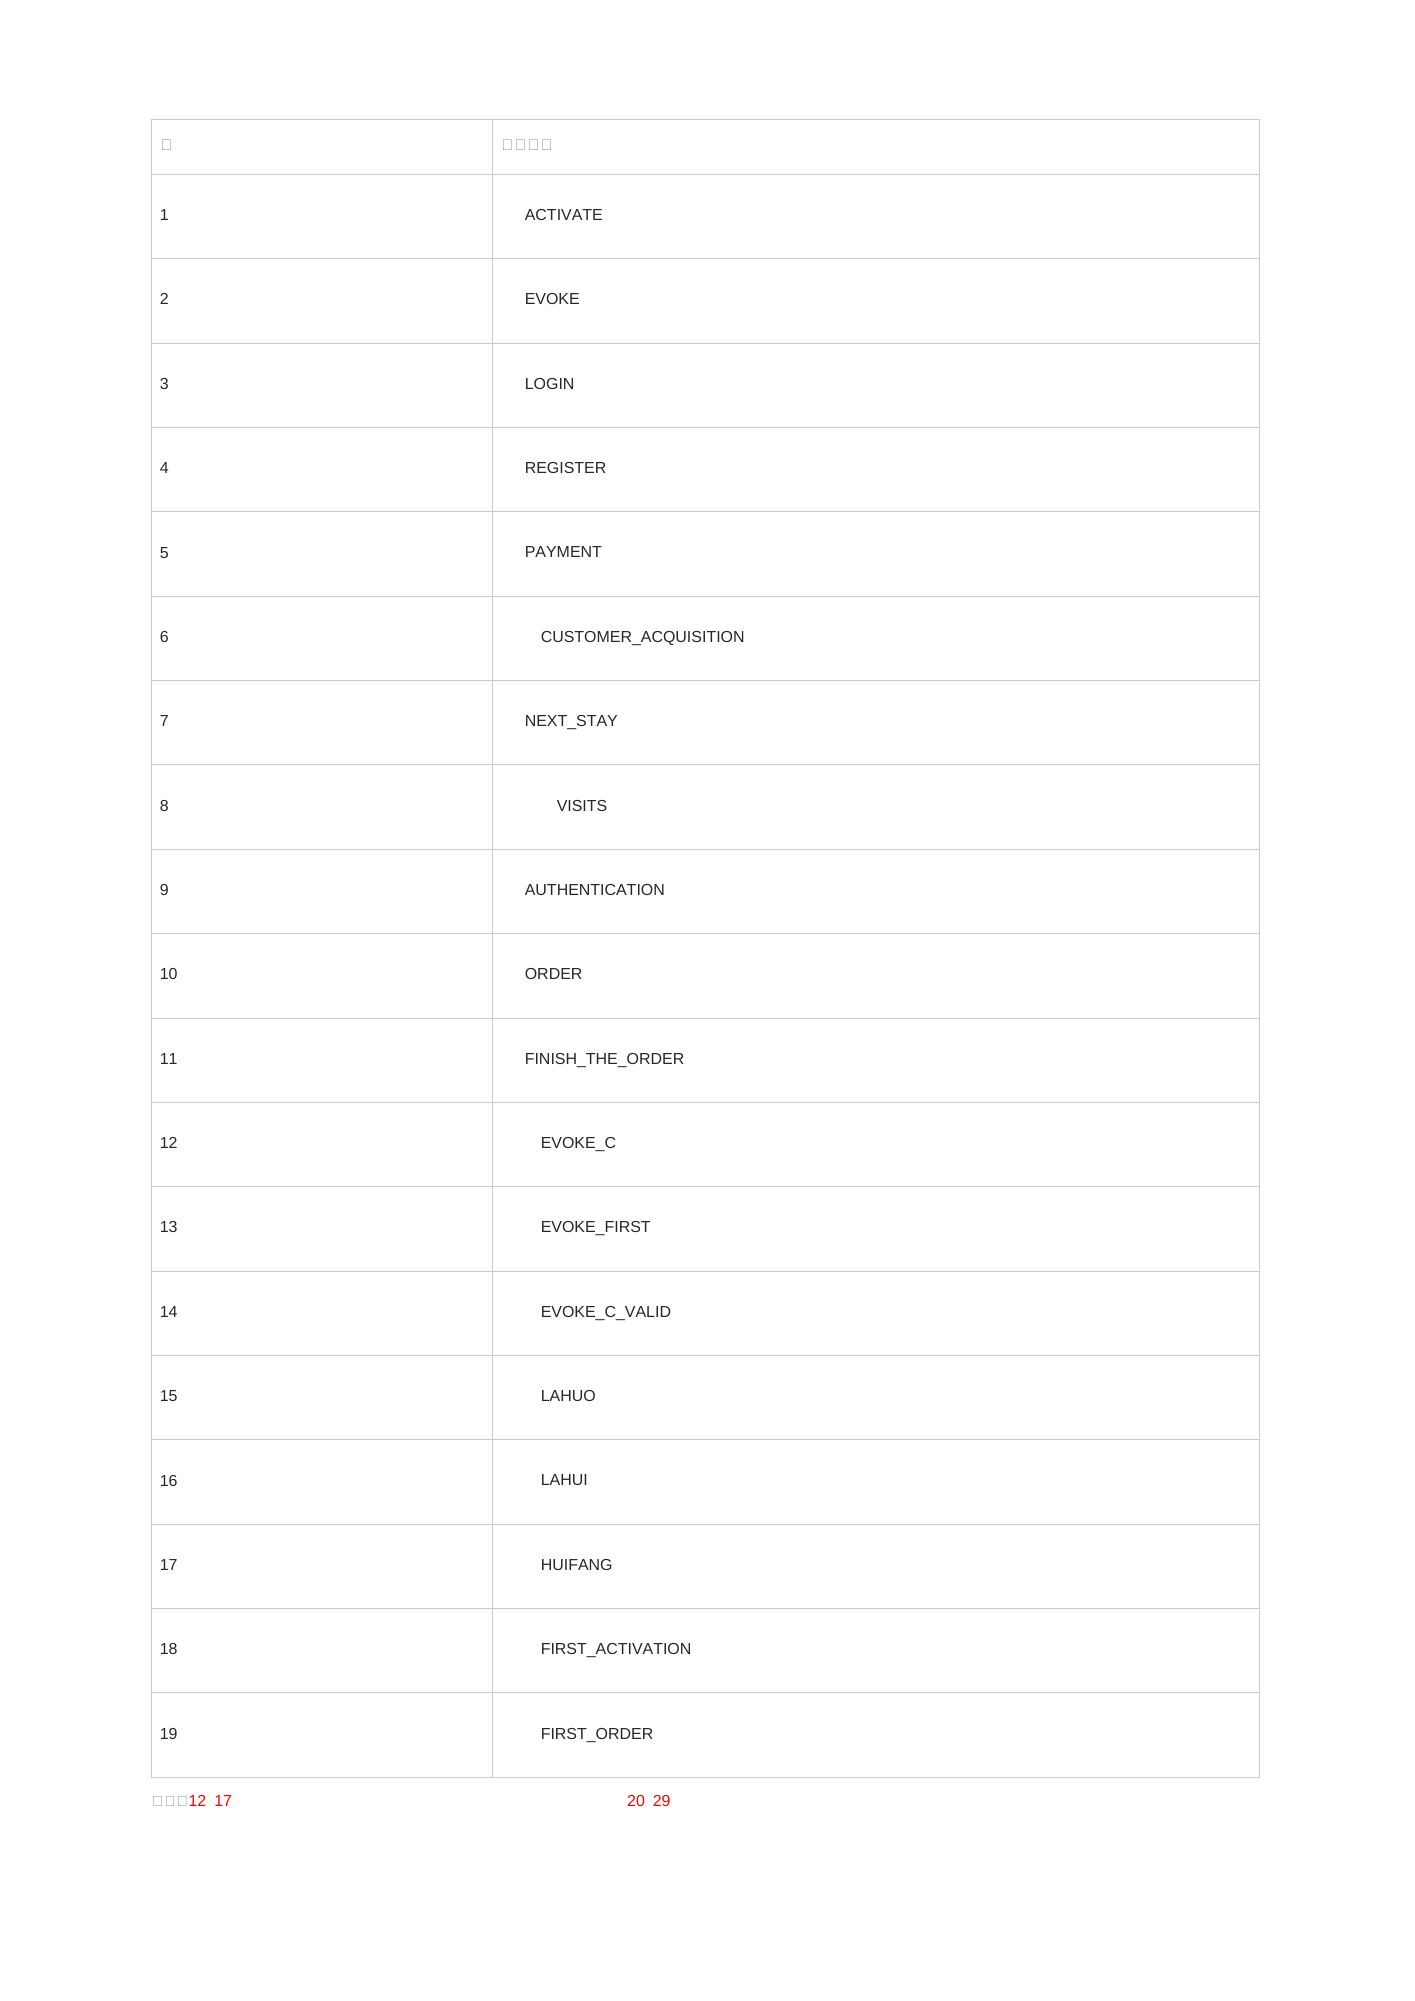 1 ACTIVATE
2 EVOKE
3 LOGIN
4 REGISTER
5 PAYMENT
6 CUSTOMER_ACQUISITION
7 NEXT_STAY
8 VISITS
9 AUTHENTICATION
10 ORDER
11 FINISH_THE_ORDER
12 EVOKE_C
13 EVOKE_FIRST
14 EVOKE_C_VALID
15 LAHUO
16 LAHUI
17 HUIFANG
18 FIRST_ACTIVATION
19 FIRST_ORDER
12 17 20 29